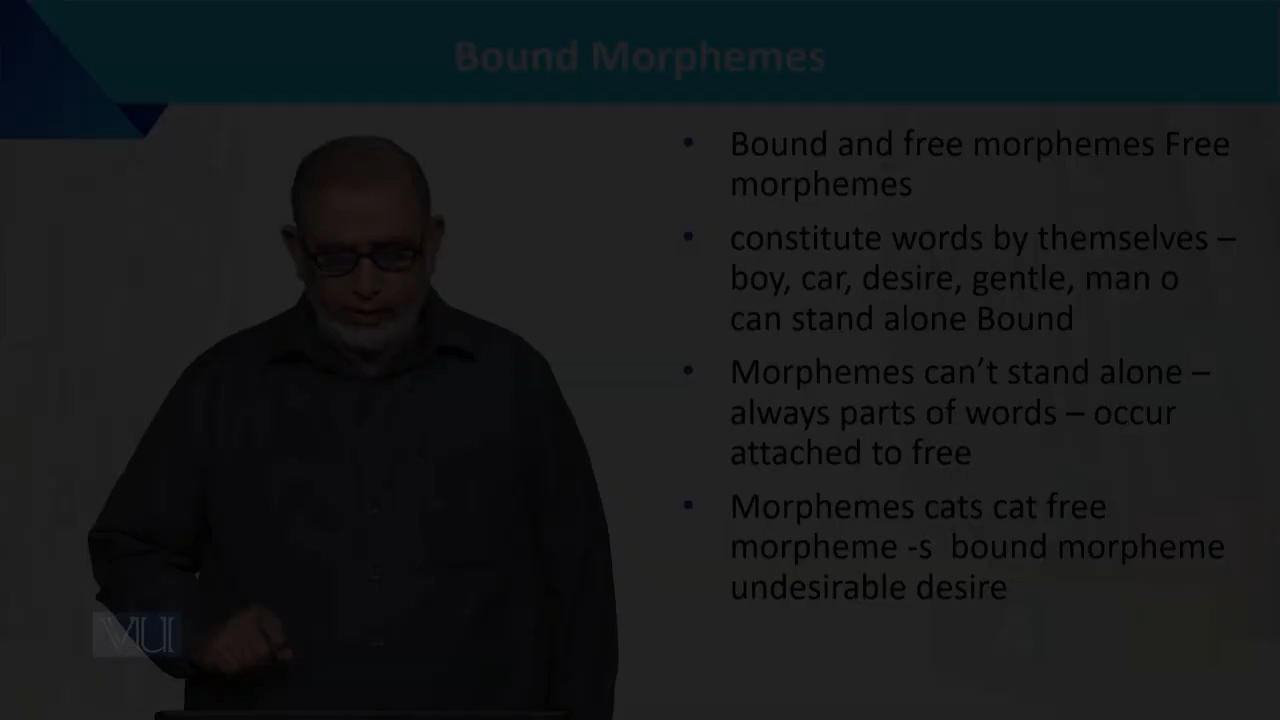 Bound Morphemes
• Bound and free morphemes Free
morphemes
• constitute words by themselves –
boy, car, desire, gentle, man o
can stand alone Bound
• Morphemes can’t stand alone –
always parts of words – occur
attached to free
• Morphemes cats cat free
morpheme -s bound morpheme
undesirable desire
VU